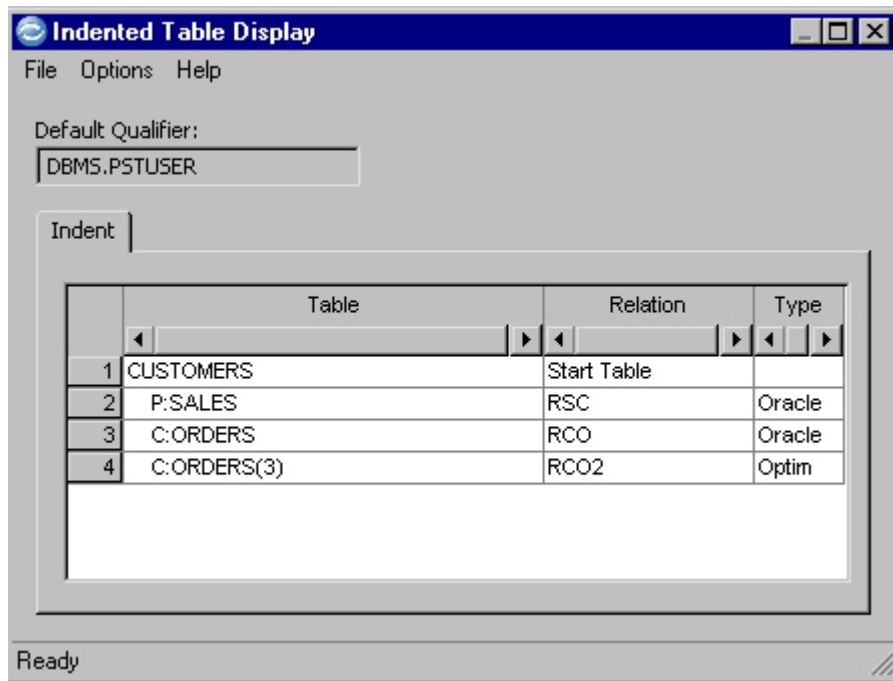 Indented Table Display
File Options Help
Default Qualifier:
DBMS.PSTUSER
Indent
Table Relation Type
1 CUSTOMERS Start Table
2 P:SALES RSC Oracle
3 C:ORDERS RCO Oracle
4 C:ORDERS(3) RCO2 Optim
Ready